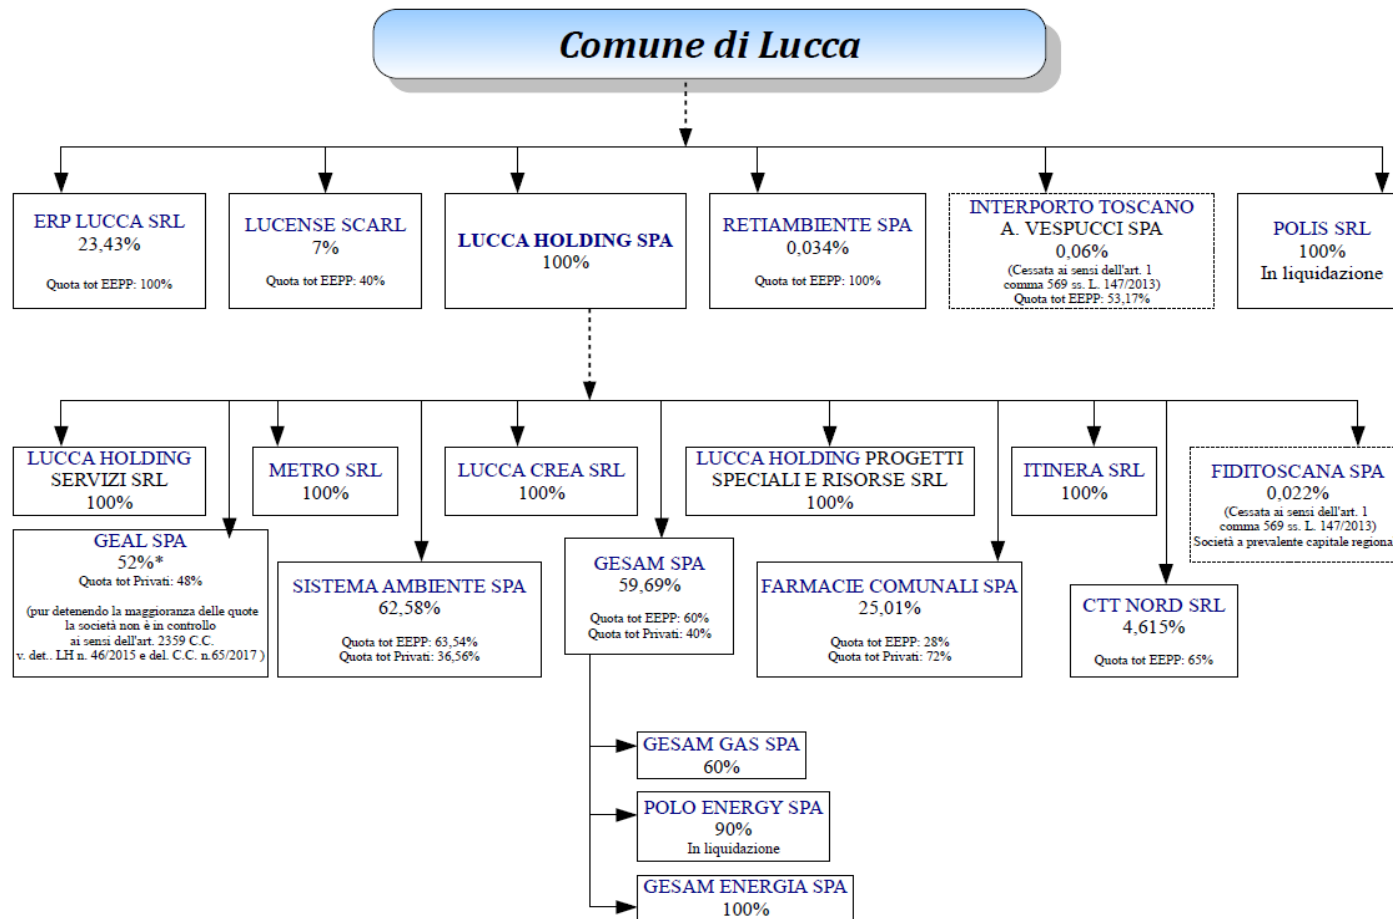 Comune di Lucca
ERP LUCCA SRL
23,43%
Quota tot EEPP: 100%
LUCENSE SCARL
7%
Quota tot EEPP: 40%
LUCCA HOLDING SPA
100%
RETIAMBIENTE SPA
0,034%
Quota tot EEPP: 100%
INTERPORTO TOSCANO
A. VESPUCCI SPA
0,06%
(Cessata ai sensi dell'art. 1
comma 569 ss. L. 147/2013)
Quota tot EEPP: 53,17%
POLIS SRL
100%
In liquidazione
LUCCA HOLDING
SERVIZI SRL
100%
METRO SRL
100%
LUCCA CREA SRL
100%
LUCCA HOLDING PROGETTI
SPECIALI E RISORSE SRL
100%
ITINERA SRL
100%
FIDITOSCANA SPA
0,022%
(Cessata ai sensi dell'art. 1
comma 569 ss. L. 147/2013)
Società a prevalente capitale regiona
GEAL SPA
52%*
Quota tot Privati: 48%
(pur detenendo la maggioranza delle quote
la società non è in controllo
ai sensi dell'art. 2359 C.C.
v. det.. LH n. 46/2015 e del. C.C. n.65/2017 )
SISTEMA AMBIENTE SPA
62,58%
Quota tot EEPP: 63,54%
Quota tot Privati: 36,56%
GESAM SPA
59,69%
Quota tot EEPP: 60%
Quota tot Privati: 40%
FARMACIE COMUNALI SPA
25,01%
Quota tot EEPP: 28%
Quota tot Privati: 72%
CTT NORD SRL
4,615%
Quota tot EEPP: 65%
GESAM GAS SPA
60%
POLO ENERGY SPA
90%
In liquidazione
GESAM ENERGIA SPA
100%